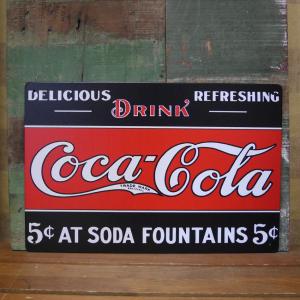 DELICIOUS REFRESHING
DRINK
Coca-Cola
TRADE MARK
5¢ AT SODA FOUNTAINS 5¢